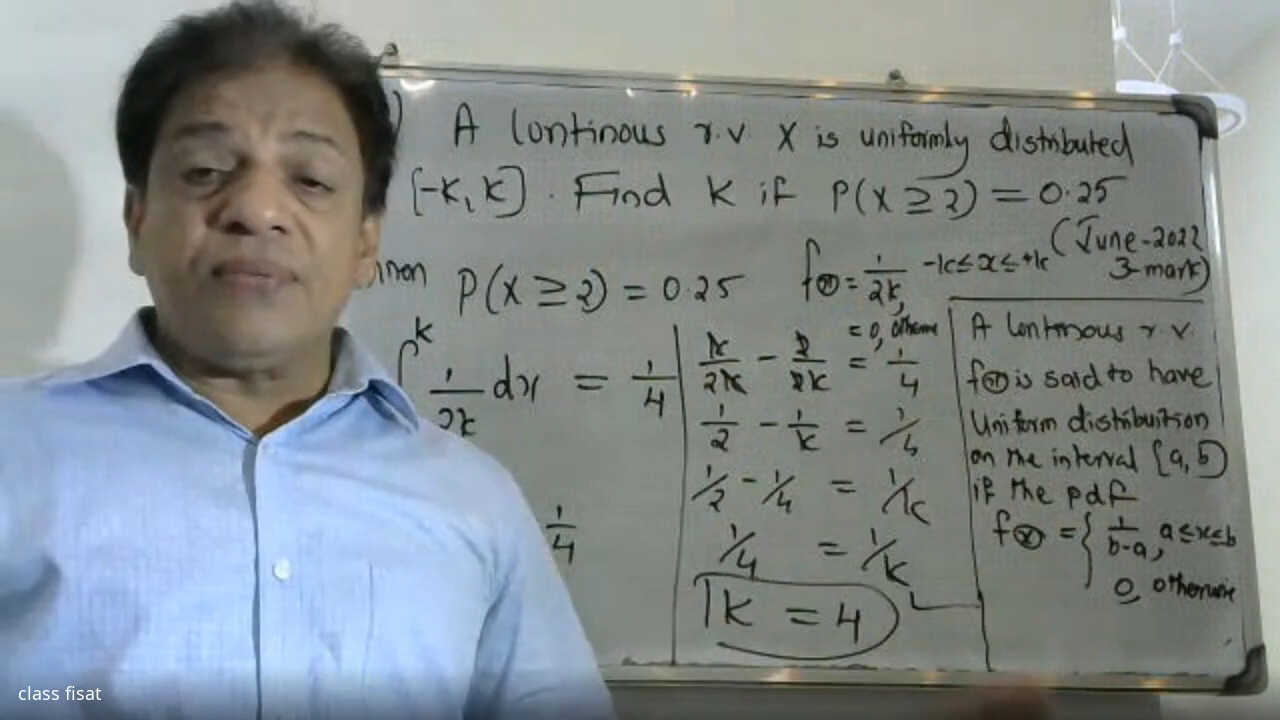 ) A Continous r.v X is uniformly distributed
[-K, K]. Find K if P(X ≥ 2) = 0.25
(June-2022
3-mark)
P(X ≥ 2) = 0.25
f(x) = 1/2k, -k≤x≤+k
= 0, otherwise
∫ k 1/2k dx = 1/4
1/4
k/2k - 2/2k = 1/4
1/2 - 1/k = 1/4
1/2 - 1/4 = 1/k
1/4 = 1/k
k = 4
A Continous r.v.
f(x) is said to have
Uniform distribuition
on the interval [a, b]
if the pdf
f(x) = { 1/b-a, a≤x≤b
0, otherwise
class fisat